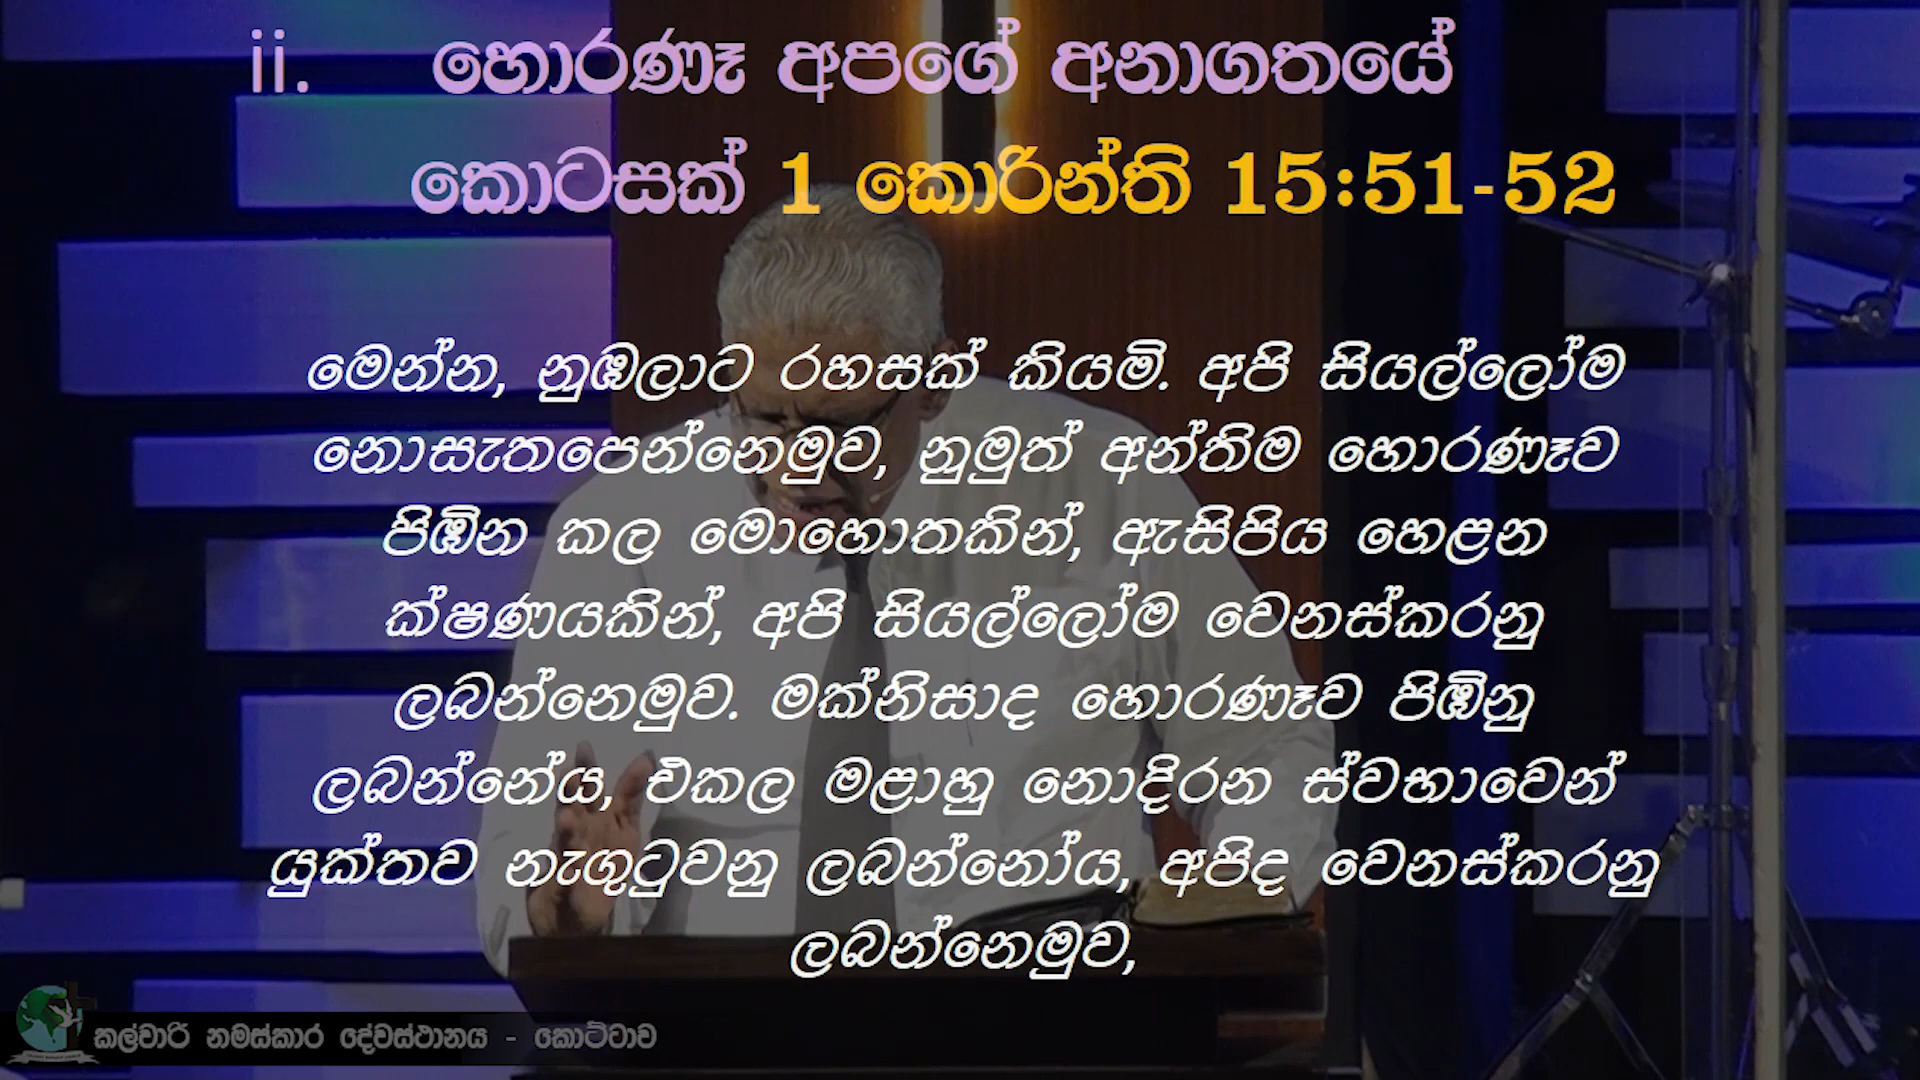 ii. හොරණෑ අපගේ අනාගතයේ
කොටසක් 1 කොරින්ති 15:51-52
මෙන්න, නුඹලාට රහසක් කියමි. අපි සියල්ලෝම
නොසැතපෙන්නෙමුව, නුමුත් අන්තිම හොරණෑව
පිඹින කල මොහොතකින්, ඇසිපිය හෙළන
ක්ෂණයකින්, අපි සියල්ලෝම වෙනස්කරනු
ලබන්නෙමුව. මක්නිසාද හොරණෑව පිඹිනු
ලබන්නේය, එකල මළාහු නොදිරන ස්වභාවෙන්
යුක්තව නැගුටුවනු ලබන්නෝය, අපිද වෙනස්කරනු
ලබන්නෙමුව,
කල්වාරි නමස්කාර දේවස්ථානය - කොට්ටාව